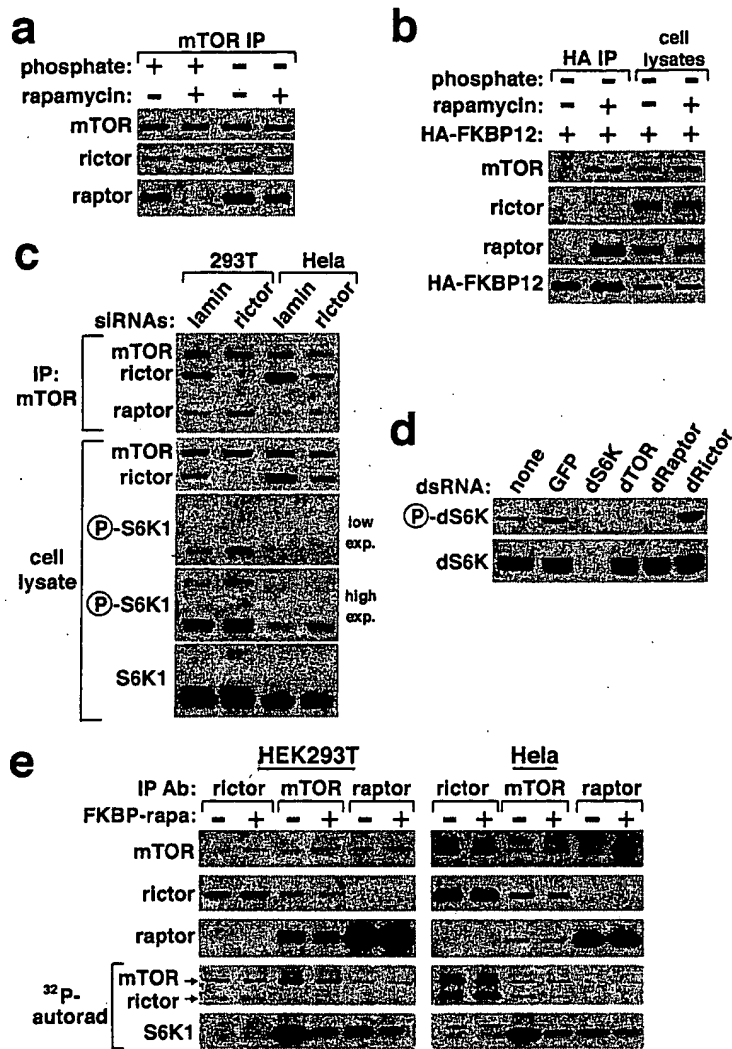 a
mTOR IP
phosphate: + + - -
rapamycin: - + - +
mTOR
rictor
raptor
b
HA IP cell lysates
phosphate: - - - -
rapamycin: - + - +
HA-FKBP12: + + + +
mTOR
rictor
raptor
HA-FKBP12
c
293T Hela
siRNAs: lamin rictor lamin rictor
IP: mTOR
mTOR
rictor
raptor
cell lysate
mTOR
rictor
P-S6K1 low exp.
P-S6K1 high exp.
S6K1
d
dsRNA: none GFP dS6K dTOR dRaptor dRictor
P-dS6K
dS6K
e
HEK293T Hela
IP Ab: rictor mTOR raptor rictor mTOR raptor
FKBP-rapa: - + - + - + - + - + - +
mTOR
rictor
raptor
32P-autorad
mTOR
rictor
S6K1